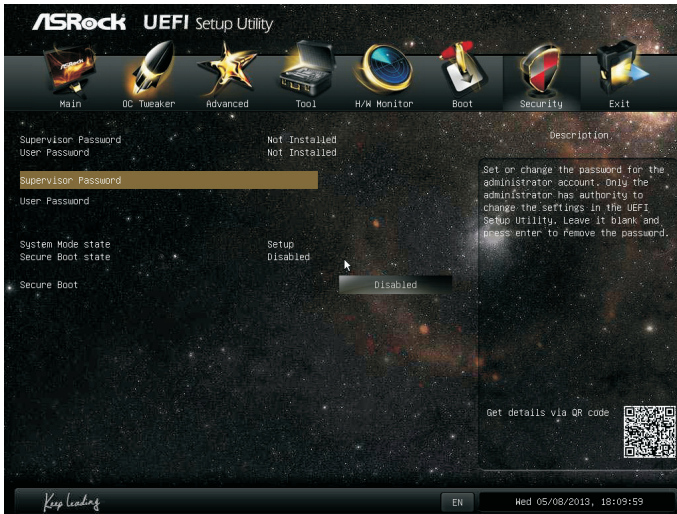 ASRock UEFI Setup Utility
Main OC Tweaker Advanced Tool H/W Monitor Boot Security Exit
Supervisor Password Not Installed
User Password Not Installed
Supervisor Password
User Password
System Mode state Setup
Secure Boot state Disabled
Secure Boot Disabled
Description
Set or change the password for the
administrator account. Only the
administrator has authority to
change the settings in the UEFI
Setup Utility. Leave it blank and
press enter to remove the password.
Get details via QR code
Keep Leading
EN
Wed 05/08/2013, 18:09:59